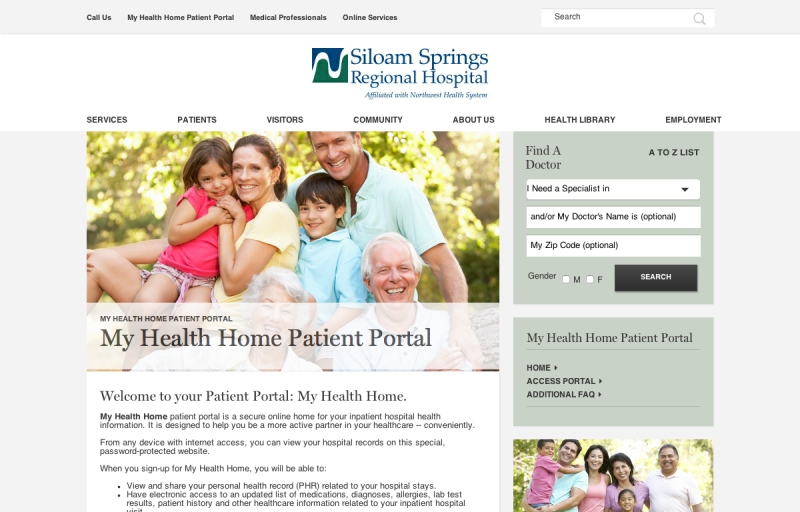 Call Us
My Health Home Patient Portal
Medical Professionals
Online Services
Search
Siloam Springs
Regional Hospital
Affiliated with Northwest Health System
SERVICES
PATIENTS
VISITORS
COMMUNITY
ABOUT US
HEALTH LIBRARY
EMPLOYMENT
MY HEALTH HOME PATIENT PORTAL
My Health Home Patient Portal
Welcome to your Patient Portal: My Health Home.
My Health Home patient portal is a secure online home for your inpatient hospital health
information. It is designed to help you be a more active partner in your healthcare -- conveniently.
From any device with internet access, you can view your hospital records on this special,
password-protected website.
When you sign-up for My Health Home, you will be able to:
• View and share your personal health record (PHR) related to your hospital stays.
• Have electronic access to an updated list of medications, diagnoses, allergies, lab test
results, patient history and other healthcare information related to your inpatient hospital
visit.
Find A
Doctor
A TO Z LIST
I Need a Specialist in
and/or My Doctor's Name is (optional)
My Zip Code (optional)
Gender M F
SEARCH
My Health Home Patient Portal
HOME
ACCESS PORTAL
ADDITIONAL FAQ